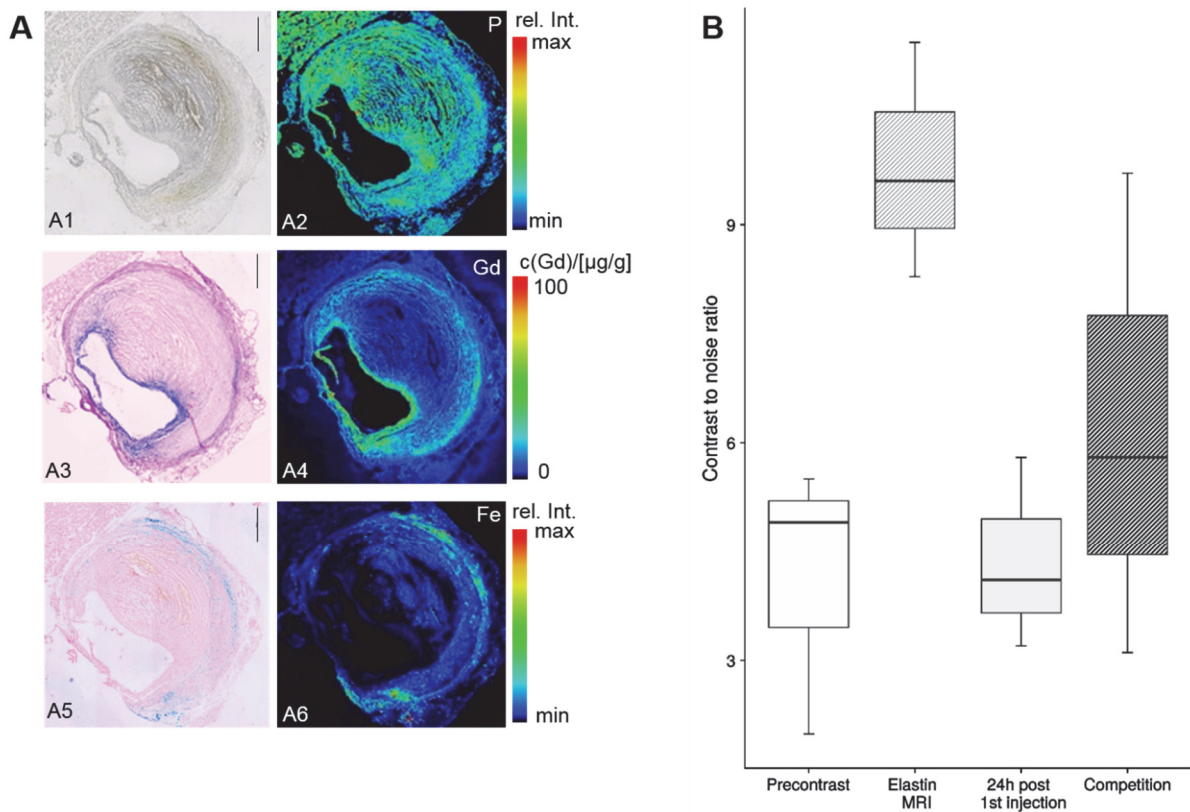 A
P
rel. Int.
max
min
A1
A2
Gd
c(Gd)/[µg/g]
100
0
A3
A4
Fe
rel. Int.
max
min
A5
A6
B
Contrast to noise ratio
9
6
3
Precontrast
Elastin
MRI
24h post
1st injection
Competition